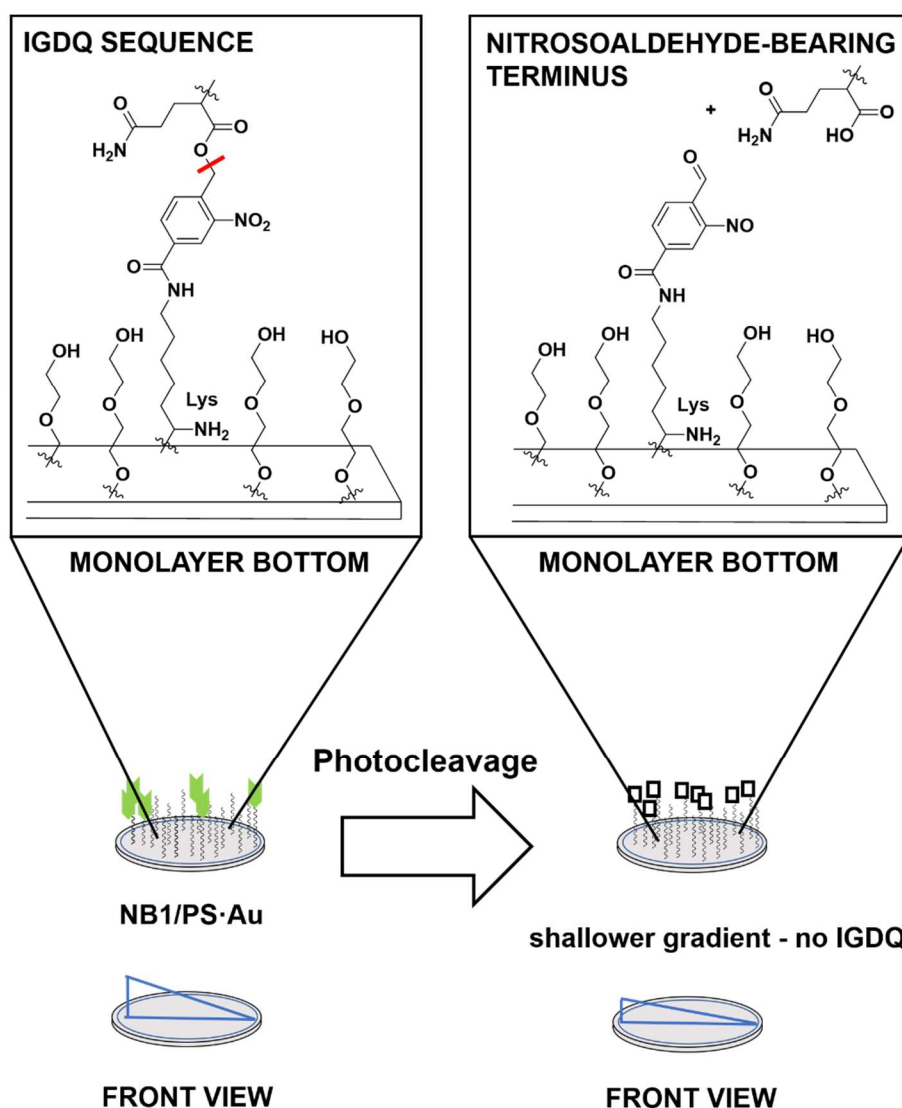 IGDQ SEQUENCE
O
O
H₂N
O
NO₂
O
NH
OH
OH
OH
HO
Lys
O
O
O
O
NH₂
O
O
O
MONOLAYER BOTTOM
NITROSOALDEHYDE-BEARING
TERMINUS
+
O
H₂N
HO
O
O
NO
O
NH
OH
OH
OH
HO
Lys
O
O
O
O
NH₂
O
O
O
MONOLAYER BOTTOM
Photocleavage
NB1/PS·Au
shallower gradient - no IGDQ
FRONT VIEW
FRONT VIEW